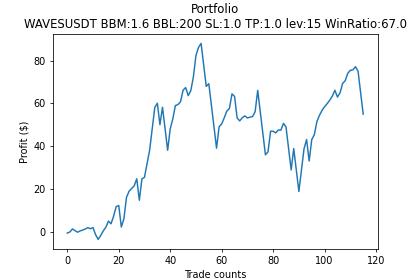 Portfolio
WAVESUSDT BBM:1.6 BBL:200 SL:1.0 TP:1.0 lev:15 WinRatio:67.0
Profit ($)
80
60
40
20
0
0 20 40 60 80 100 120
Trade counts